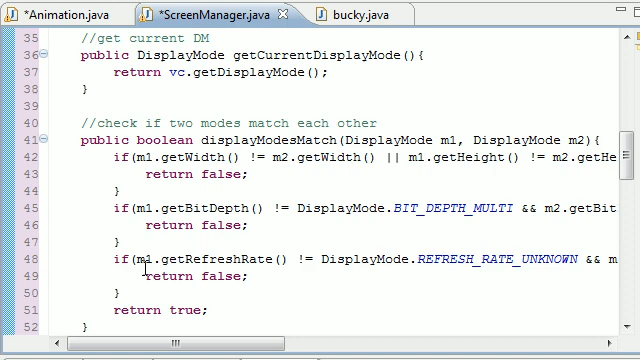 *Animation.java *ScreenManager.java bucky.java
35 //get current DM
36 public DisplayMode getCurrentDisplayMode(){
37 return vc.getDisplayMode();
38 }
39
40 //check if two modes match each other
41 public boolean displayModesMatch(DisplayMode m1, DisplayMode m2){
42 if(m1.getWidth() != m2.getWidth() || m1.getHeight() != m2.getHe
43 return false;
44 }
45 if(m1.getBitDepth() != DisplayMode.BIT_DEPTH_MULTI && m2.getBit
46 return false;
47 }
48 if(m1.getRefreshRate() != DisplayMode.REFRESH_RATE_UNKNOWN && m
49 return false;
50 }
51 return true;
52 }